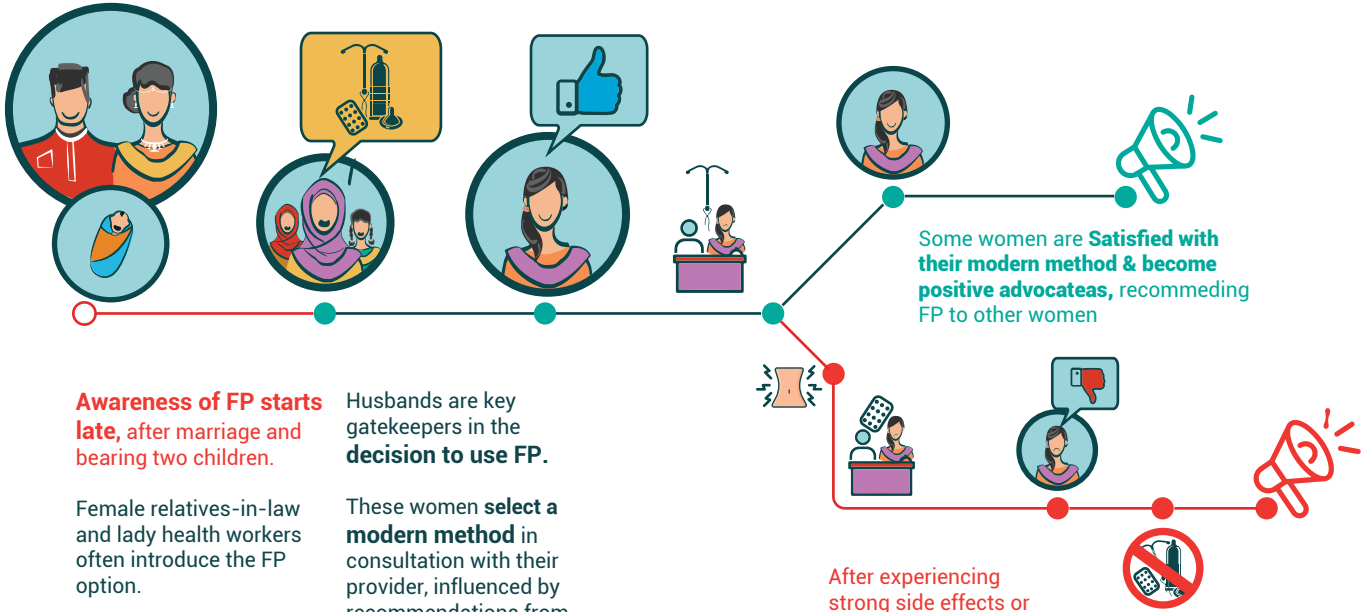 Some women are Satisfied with
their modern method & become
positive advocateas, recommeding
FP to other women
Awareness of FP starts
late, after marriage and
bearing two children.
Female relatives-in-law
and lady health workers
often introduce the FP
option.
Husbands are key
gatekeepers in the
decision to use FP.
These women select a
modern method in
consultation with their
provider, influenced by
recommendations from
After experiencing
strong side effects or